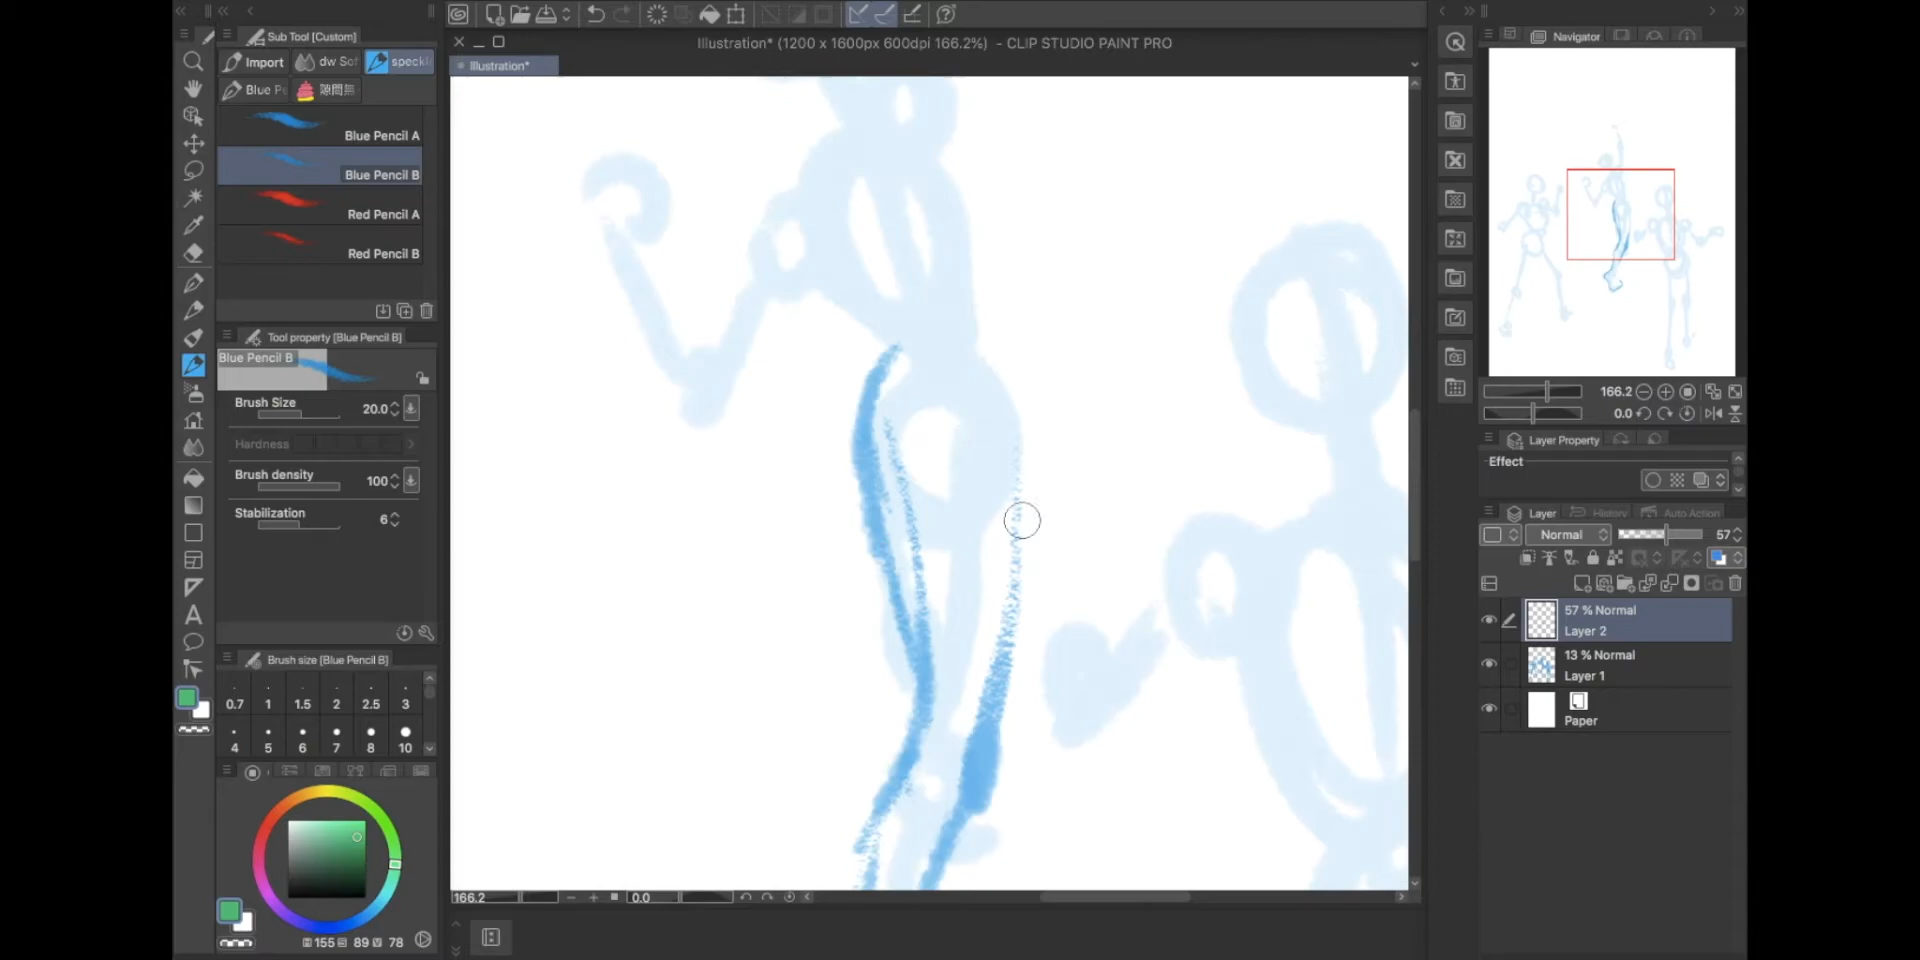 Sub Tool [Custom]
Import
dw Sof
speckl
Blue Pe
隙間無
Blue Pencil A
Blue Pencil B
Red Pencil A
Red Pencil B
Tool property [Blue Pencil B]
Blue Pencil B
Brush Size
20.0
Hardness
Brush density
100
Stabilization
6
Brush size [Blue Pencil B]
0.7 1 1.5 2 2.5 3
4 5 6 7 8 10
155 89 78
Illustration* (1200 x 1600px 600dpi 166.2%) - CLIP STUDIO PAINT PRO
Illustration*
166.2
0.0
Navigator
166.2
0.0
Layer Property
Effect
Layer
History
Auto Action
Normal
57
57 % Normal
Layer 2
13 % Normal
Layer 1
Paper
A